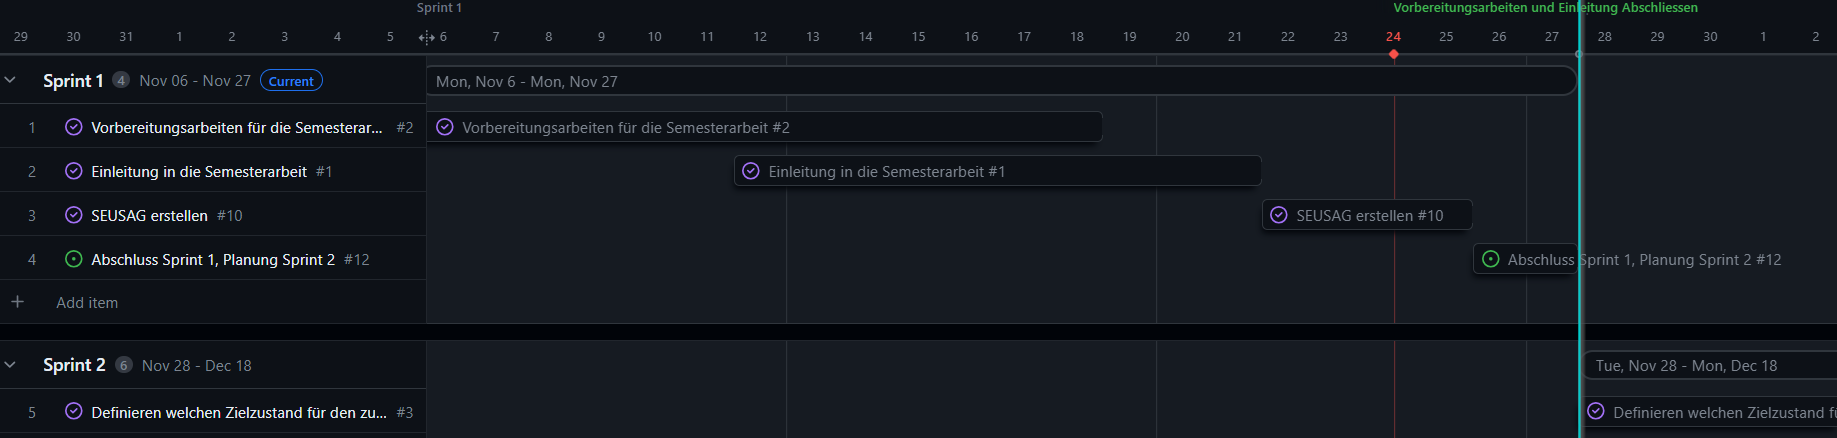 Sprint 1
Vorbereitungsarbeiten und Einleitung Abschliessen
29 30 31 1 2 3 4 5 6 7 8 9 10 11 12 13 14 15 16 17 18 19 20 21 22 23 24 25 26 27 28 29 30 1 2
Sprint 1 4 Nov 06 - Nov 27 Current
Mon, Nov 6 - Mon, Nov 27
1 Vorbereitungsarbeiten für die Semesterar... #2
Vorbereitungsarbeiten für die Semesterarbeit #2
2 Einleitung in die Semesterarbeit #1
Einleitung in die Semesterarbeit #1
3 SEUSAG erstellen #10
SEUSAG erstellen #10
4 Abschluss Sprint 1, Planung Sprint 2 #12
Abschluss Sprint 1, Planung Sprint 2 #12
Add item
Sprint 2 6 Nov 28 - Dec 18
Tue, Nov 28 - Mon, Dec 18
5 Definieren welchen Zielzustand für den zu... #3
Definieren welchen Zielzustand fü